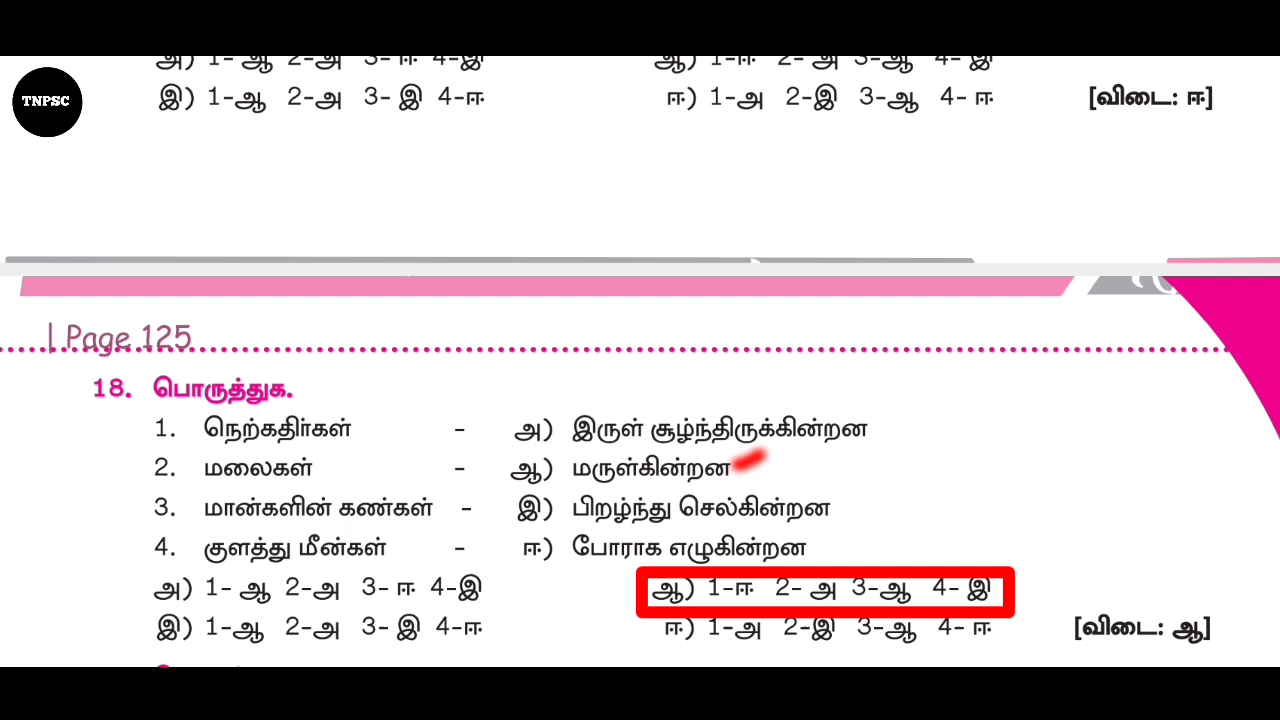 அ) 1- ஆ 2-அ 3- ஈ 4-இ ஆ) 1-ஈ 2- அ 3-ஆ 4- இ
TNPSC
இ) 1-ஆ 2-அ 3- இ 4-ஈ ஈ) 1-அ 2-இ 3-ஆ 4- ஈ [விடை: ஈ]
| Page 125
18. பொருத்துக.
1. நெற்கதிர்கள் - அ) இருள் சூழ்ந்திருக்கின்றன
2. மலைகள் - ஆ) மருள்கின்றன
3. மான்களின் கண்கள் - இ) பிறழ்ந்து செல்கின்றன
4. குளத்து மீன்கள் - ஈ) போராக எழுகின்றன
அ) 1- ஆ 2-அ 3- ஈ 4-இ ஆ) 1-ஈ 2- அ 3-ஆ 4- இ
இ) 1-ஆ 2-அ 3- இ 4-ஈ ஈ) 1-அ 2-இ 3-ஆ 4- ஈ [விடை: ஆ]